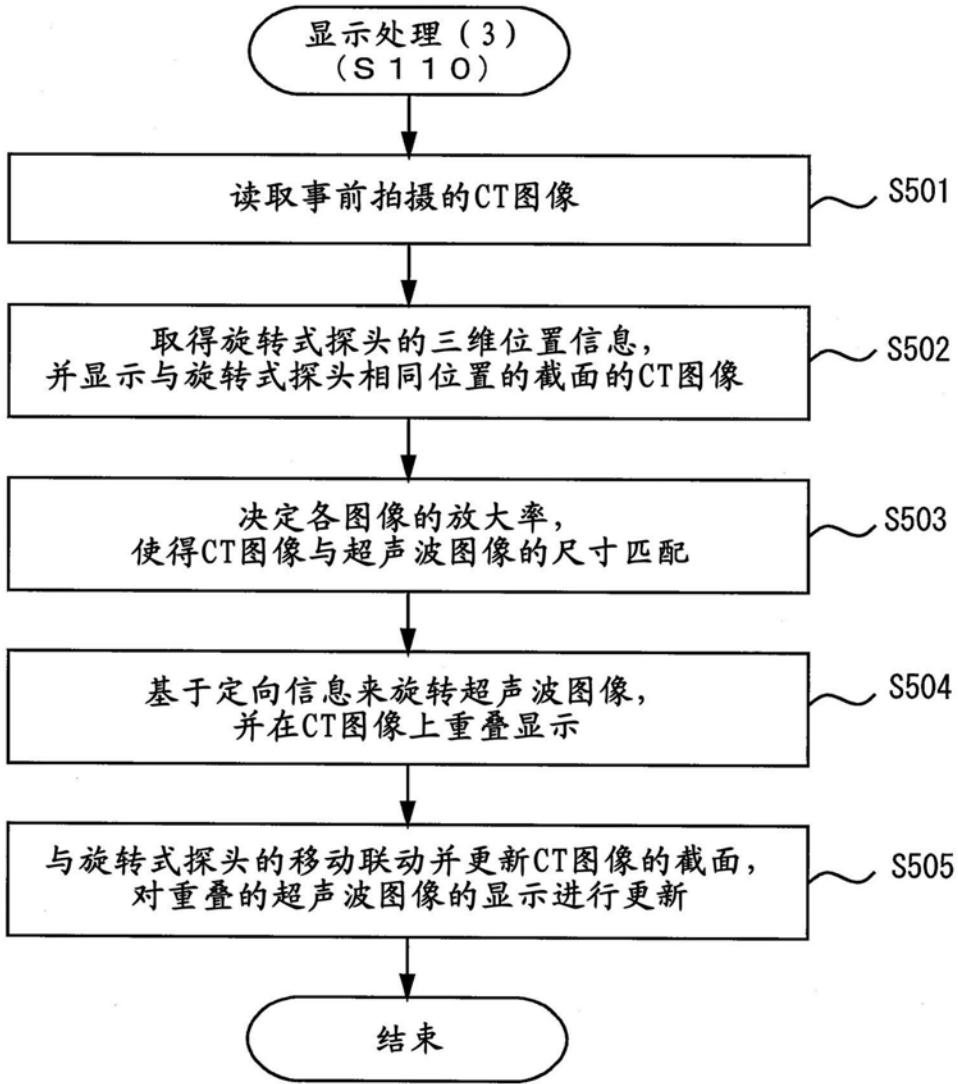 显示处理(3)
(S110)
读取事前拍摄的CT图像
S501
取得旋转式探头的三维位置信息,
并显示与旋转式探头相同位置的截面的CT图像
S502
决定各图像的放大率,
使得CT图像与超声波图像的尺寸匹配
S503
基于定向信息来旋转超声波图像,
并在CT图像上重叠显示
S504
与旋转式探头的移动联动并更新CT图像的截面,
对重叠的超声波图像的显示进行更新
S505
结束